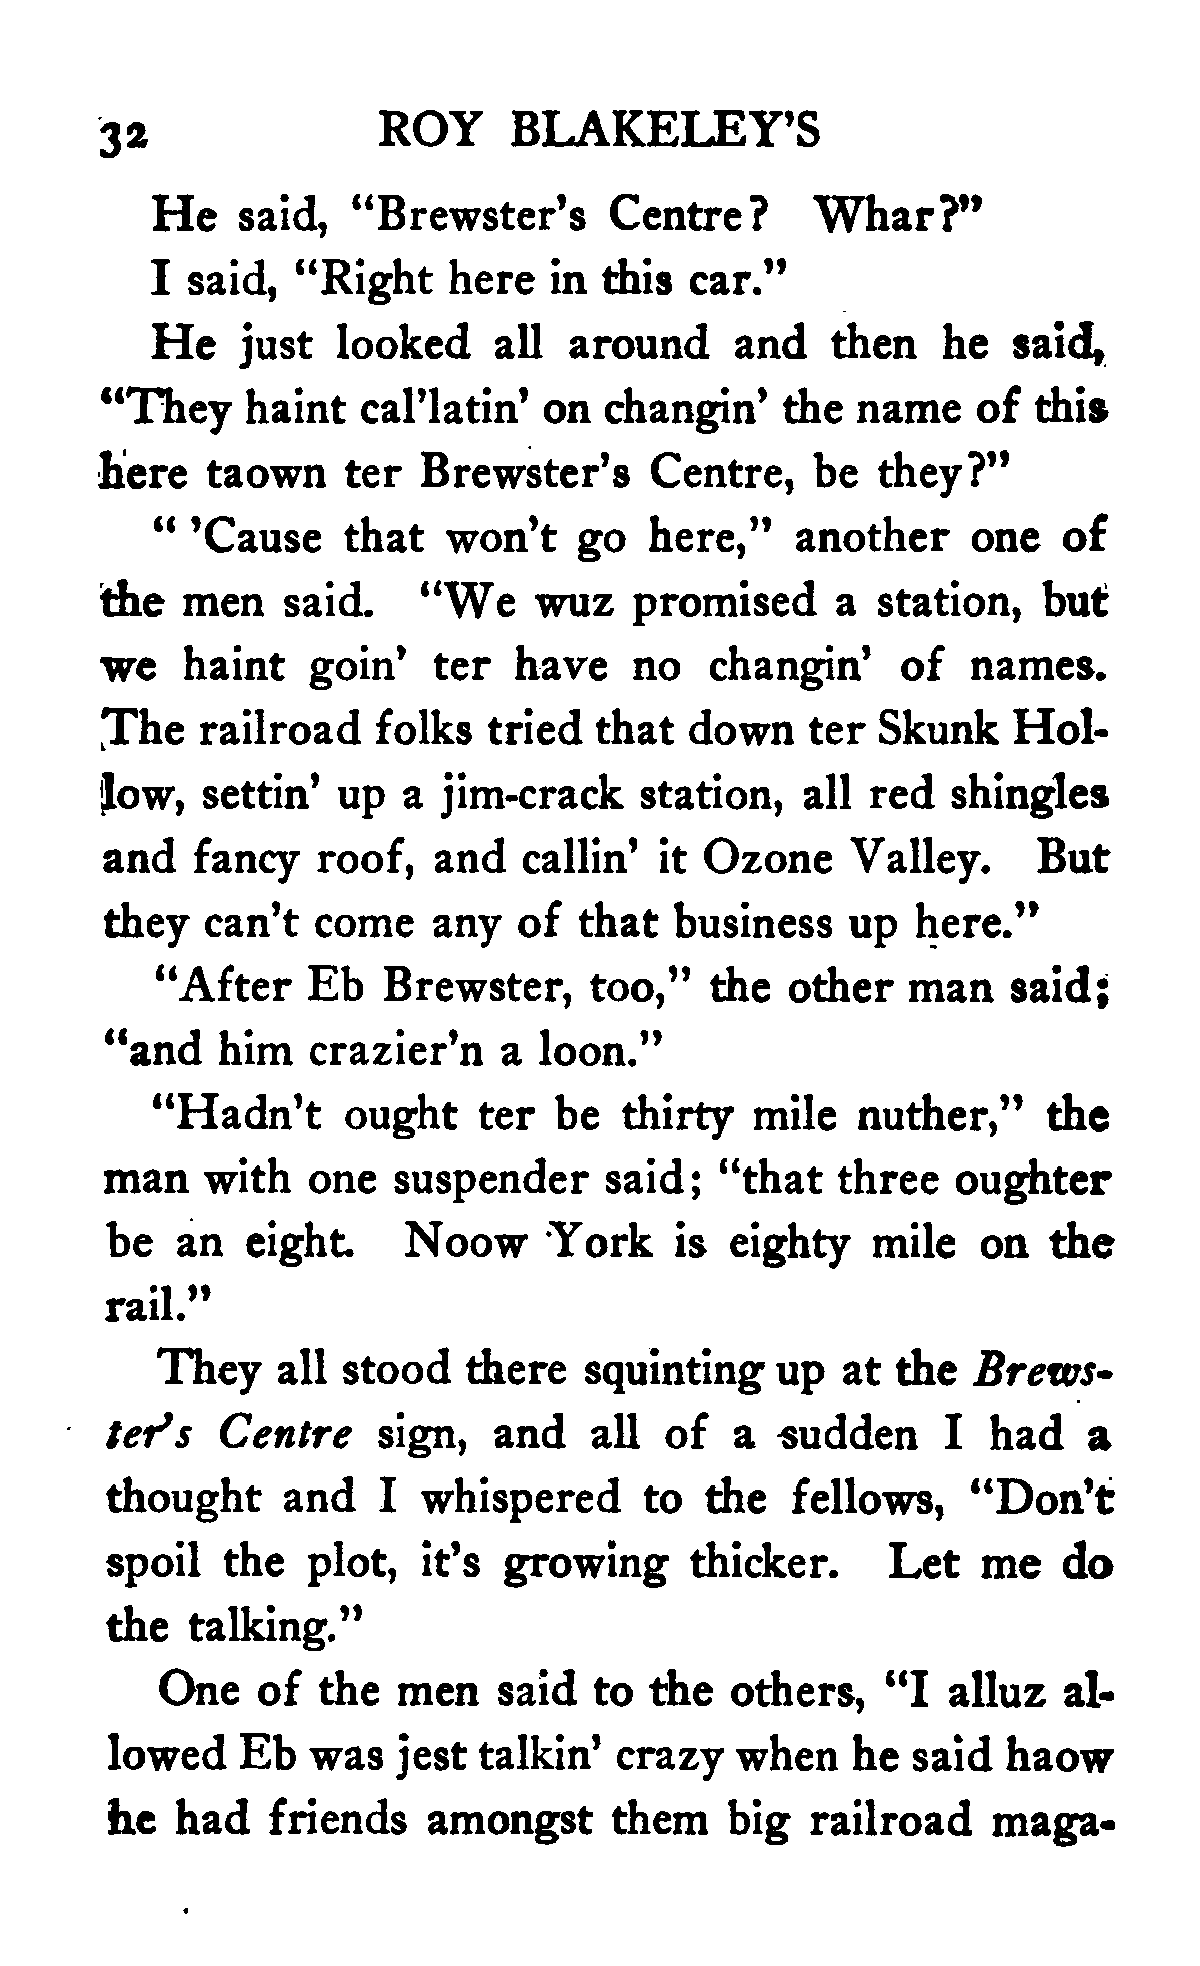 32 ROY BLAKELEY'S
He said, "Brewster's Centre? Whar?"
I said, "Right here in this car."
He just looked all around and then he said,
"They haint cal'latin' on changin' the name of this
here taown ter Brewster's Centre, be they?"
" 'Cause that won't go here," another one of
the men said. "We wuz promised a station, but
we haint goin' ter have no changin' of names.
The railroad folks tried that down ter Skunk Hol-
low, settin' up a jim-crack station, all red shingles
and fancy roof, and callin' it Ozone Valley. But
they can't come any of that business up here."
"After Eb Brewster, too," the other man said;
"and him crazier'n a loon."
"Hadn't ought ter be thirty mile nuther," the
man with one suspender said; "that three oughter
be an eight. Noow York is eighty mile on the
rail."
They all stood there squinting up at the Brews-
ter's Centre sign, and all of a sudden I had a
thought and I whispered to the fellows, "Don't
spoil the plot, it's growing thicker. Let me do
the talking."
One of the men said to the others, "I alluz al-
lowed Eb was jest talkin' crazy when he said haow
he had friends amongst them big railroad maga-